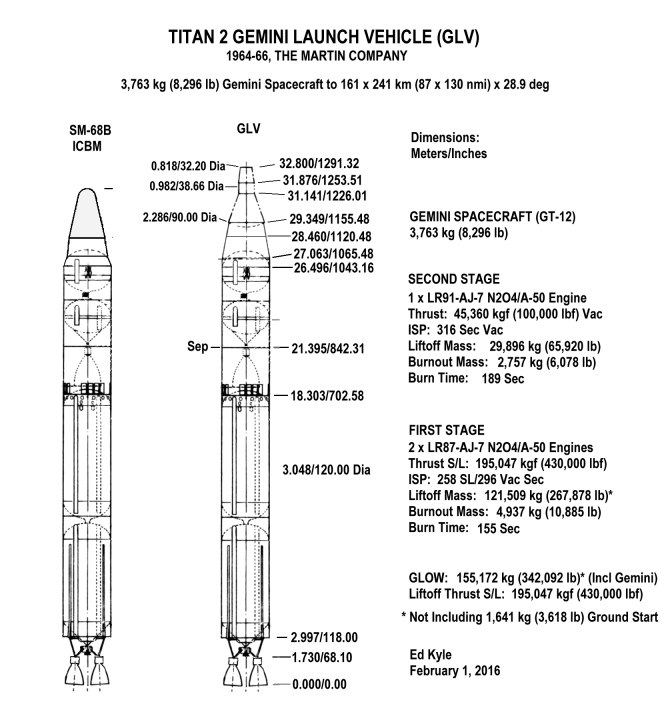 TITAN 2 GEMINI LAUNCH VEHICLE (GLV)
1964-66, THE MARTIN COMPANY
3,763 kg (8,296 lb) Gemini Spacecraft to 161 x 241 km (87 x 130 nmi) x 28.9 deg
SM-68B
ICBM
GLV
0.818/32.20 Dia
0.982/38.66 Dia
2.286/90.00 Dia
32.800/1291.32
31.876/1253.51
31.141/1226.01
29.349/1155.48
28.460/1120.48
27.063/1065.48
26.496/1043.16
Sep
21.395/842.31
18.303/702.58
3.048/120.00 Dia
2.997/118.00
1.730/68.10
0.000/0.00
Dimensions:
Meters/Inches
GEMINI SPACECRAFT (GT-12)
3,763 kg (8,296 lb)
SECOND STAGE
1 x LR91-AJ-7 N2O4/A-50 Engine
Thrust: 45,360 kgf (100,000 lbf) Vac
ISP: 316 Sec Vac
Liftoff Mass: 29,896 kg (65,920 lb)
Burnout Mass: 2,757 kg (6,078 lb)
Burn Time: 189 Sec
FIRST STAGE
2 x LR87-AJ-7 N2O4/A-50 Engines
Thrust S/L: 195,047 kgf (430,000 lbf)
ISP: 258 SL/296 Vac Sec
Liftoff Mass: 121,509 kg (267,878 lb)*
Burnout Mass: 4,937 kg (10,885 lb)
Burn Time: 155 Sec
GLOW: 155,172 kg (342,092 lb)* (Incl Gemini)
Liftoff Thrust S/L: 195,047 kgf (430,000 lbf)
* Not Including 1,641 kg (3,618 lb) Ground Start
Ed Kyle
February 1, 2016